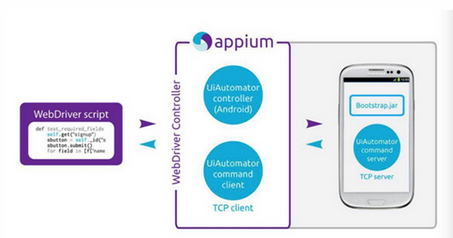 appium
WebDriver script
def test_required_fields
self.get("signup")
sbutton = self._id("s
sbutton.submit()
for field in [f["name
WebDriver Controller
UiAutomator
controller
(Android)
UiAutomator
command
client
TCP client
Bootstrap.jar
UiAutomator
command
server
TCP server